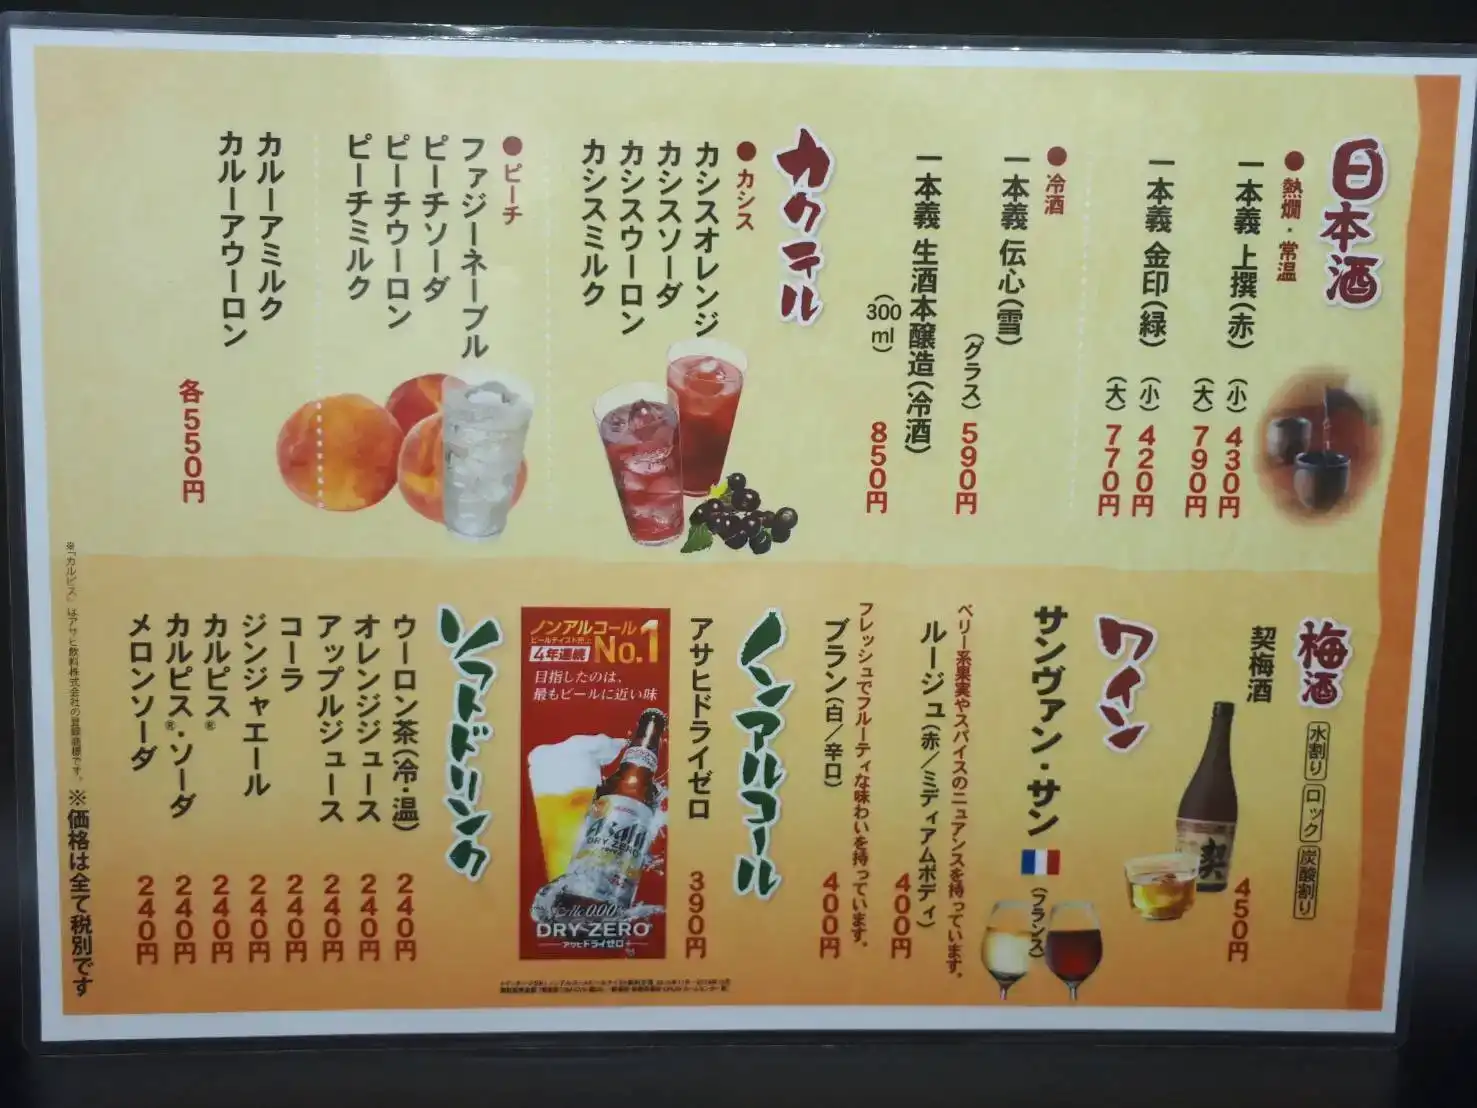 日本酒
●熱燗・常温
一本義 上撰(赤) (小) 430円
(大) 790円
一本義 金印(緑) (小) 420円
(大) 770円
●冷酒
一本義 伝心(雪)
(グラス) 590円
一本義 生酒本醸造(冷酒)
(300ml) 850円
カクテル
●カシス
カシスオレンジ
カシスソーダ
カシスウーロン
カシスミルク
●ピーチ
ファジーネーブル
ピーチソーダ
ピーチウーロン
ピーチミルク
カルーアミルク
カルーアウーロン
各550円
梅酒
水割り ロック 炭酸割り
契梅酒 450円
契
ワイン
サンヴァン・サン (フランス)
ベリー系果実やスパイスのニュアンスを持っています。
ルージュ(赤／ミディアムボディ) 400円
フレッシュでフルーティな味わいを持っています。
ブラン(白／辛口) 400円
ノンアルコール
アサヒドライゼロ 390円
ノンアルコール
ビールテイスト売上
4年連続 No.1
目指したのは、
最もビールに近い味
Asahi
DRY ZERO
Alc 0.00%
DRY ZERO
アサヒドライゼロ
ソフトドリンク
ウーロン茶(冷・温) 240円
オレンジジュース 240円
アップルジュース 240円
コーラ 240円
ジンジャエール 240円
カルピス® 240円
カルピス®・ソーダ 240円
メロンソーダ 240円
※「カルピス」はアサヒ飲料株式会社の登録商標です。
※価格は全て税別です